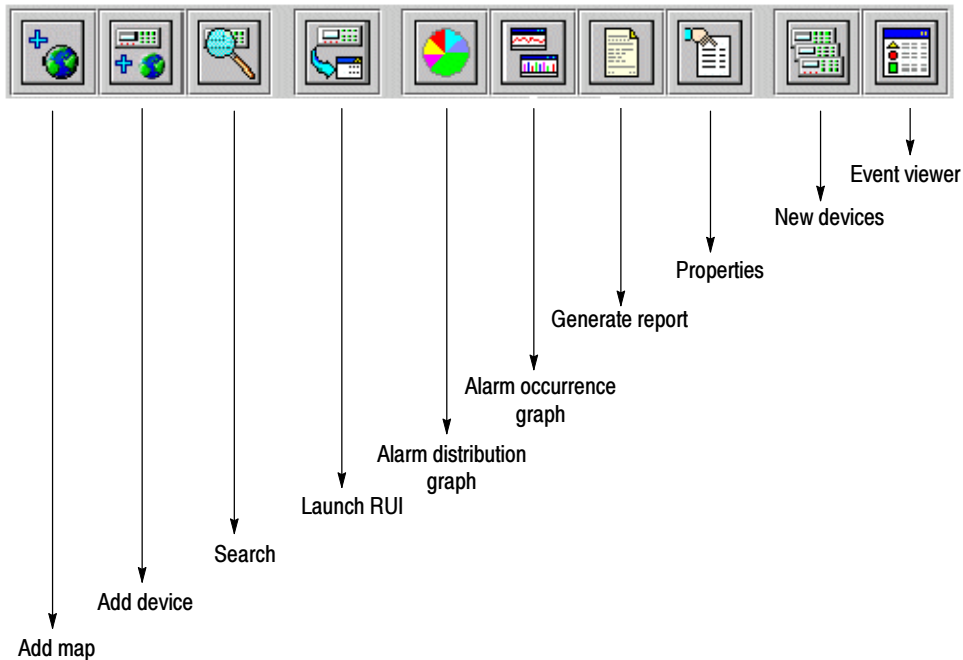 Event viewer
New devices
Properties
Generate report
Alarm occurrence
graph
Alarm distribution
graph
Launch RUI
Search
Add device
Add map